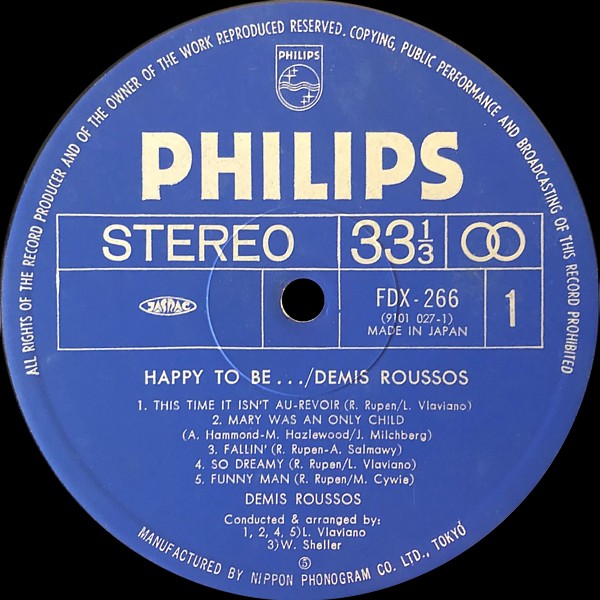 ALL RIGHTS OF THE RECORD PRODUCER AND OF THE OWNER OF THE WORK REPRODUCED RESERVED. COPYING, PUBLIC PERFORMANCE AND BROADCASTING OF THIS RECORD PROHIBITED
PHILIPS
PHILIPS
STEREO 33 1/3
JASRAC FDX-266 1
(9101 027-1)
MADE IN JAPAN
HAPPY TO BE.../DEMIS ROUSSOS
1. THIS TIME IT ISN'T AU-REVOIR (R. Rupen/L. Vlaviano)
2. MARY WAS AN ONLY CHILD
(A. Hammond-M. Hazlewood/J. Milchberg)
3. FALLIN' (R. Rupen-A. Salmawy)
4. SO DREAMY (R. Rupen/L. Vlaviano)
5. FUNNY MAN (R. Rupen/M. Cywie)
DEMIS ROUSSOS
Conducted & arranged by:
1, 2, 4, 5)L. Vlaviano
3)W. Sheller
MANUFACTURED BY NIPPON PHONOGRAM CO. LTD., TOKYO